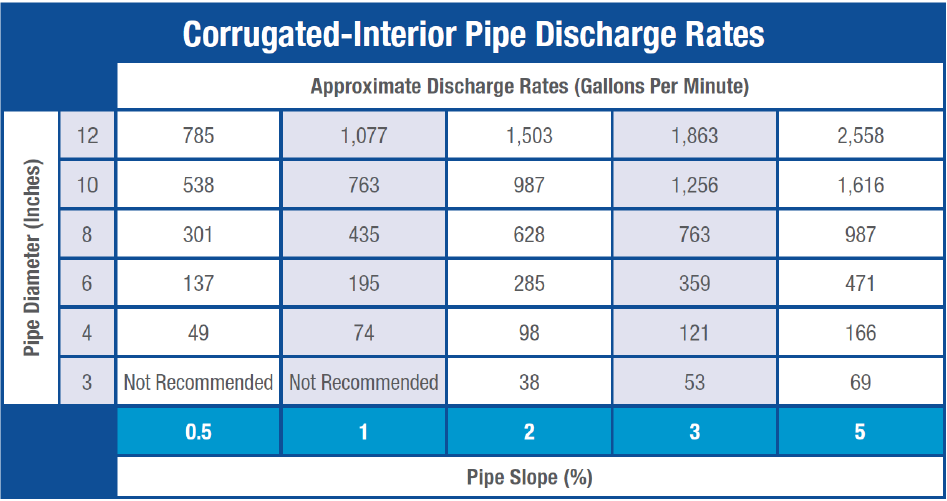 Corrugated-Interior Pipe Discharge Rates
Approximate Discharge Rates (Gallons Per Minute)
Pipe Diameter (Inches)
12 785 1,077 1,503 1,863 2,558
10 538 763 987 1,256 1,616
8 301 435 628 763 987
6 137 195 285 359 471
4 49 74 98 121 166
3 Not Recommended Not Recommended 38 53 69
0.5 1 2 3 5
Pipe Slope (%)